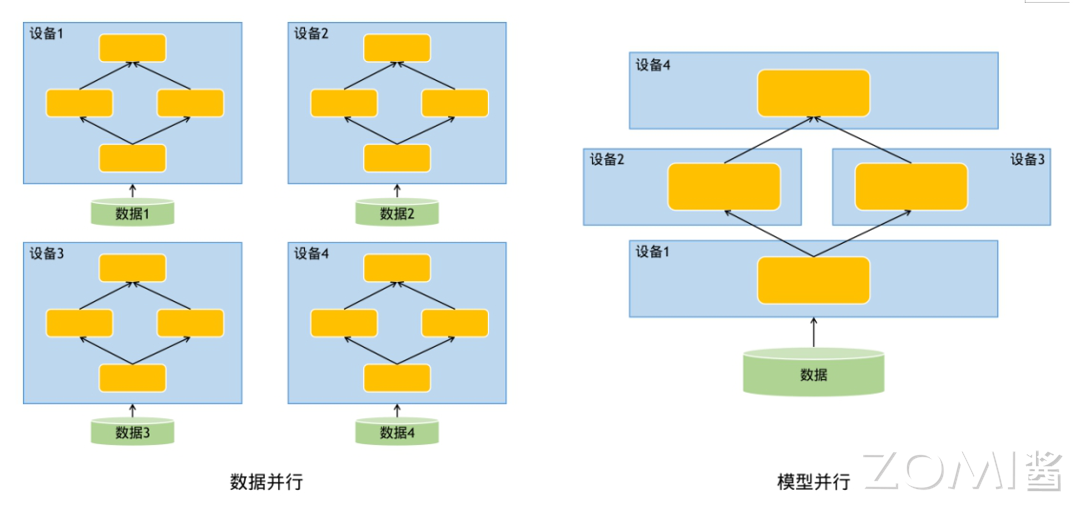 设备1
设备2
数据1
数据2
设备3
设备4
数据3
数据4
数据并行
设备4
设备2
设备3
设备1
数据
模型并行
ZOMI酱